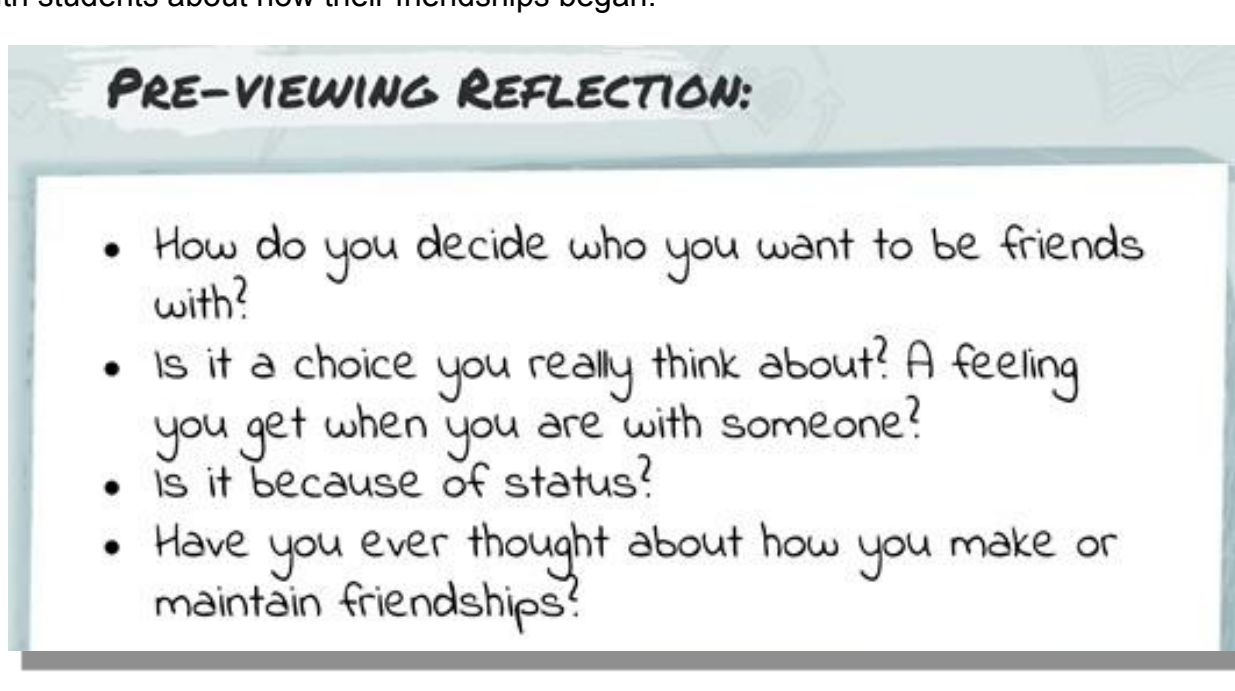 with students about how their friendships began.
PRE-VIEWING REFLECTION:
• How do you decide who you want to be friends
with?
• Is it a choice you really think about? A feeling
you get when you are with someone?
• Is it because of status?
• Have you ever thought about how you make or
maintain friendships?